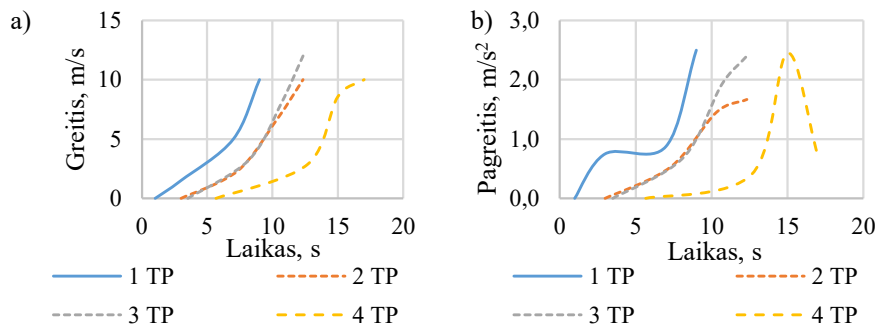 a)
Greitis, m/s
15
10
5
0
0 5 10 15 20
Laikas, s
1 TP 2 TP
3 TP 4 TP
b)
Pagreitis, m/s²
3,0
2,0
1,0
0,0
0 5 10 15 20
Laikas, s
1 TP 2 TP
3 TP 4 TP